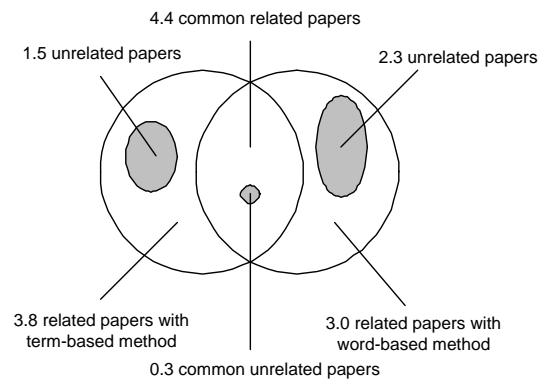 4.4 common related papers
1.5 unrelated papers
2.3 unrelated papers
3.8 related papers with
term-based method
3.0 related papers with
word-based method
0.3 common unrelated papers